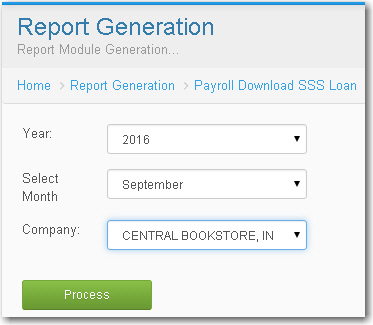 Report Generation
Report Module Generation...
Home > Report Generation > Payroll Download SSS Loan
Year: 2016
Select Month September
Company: CENTRAL BOOKSTORE, IN
Process